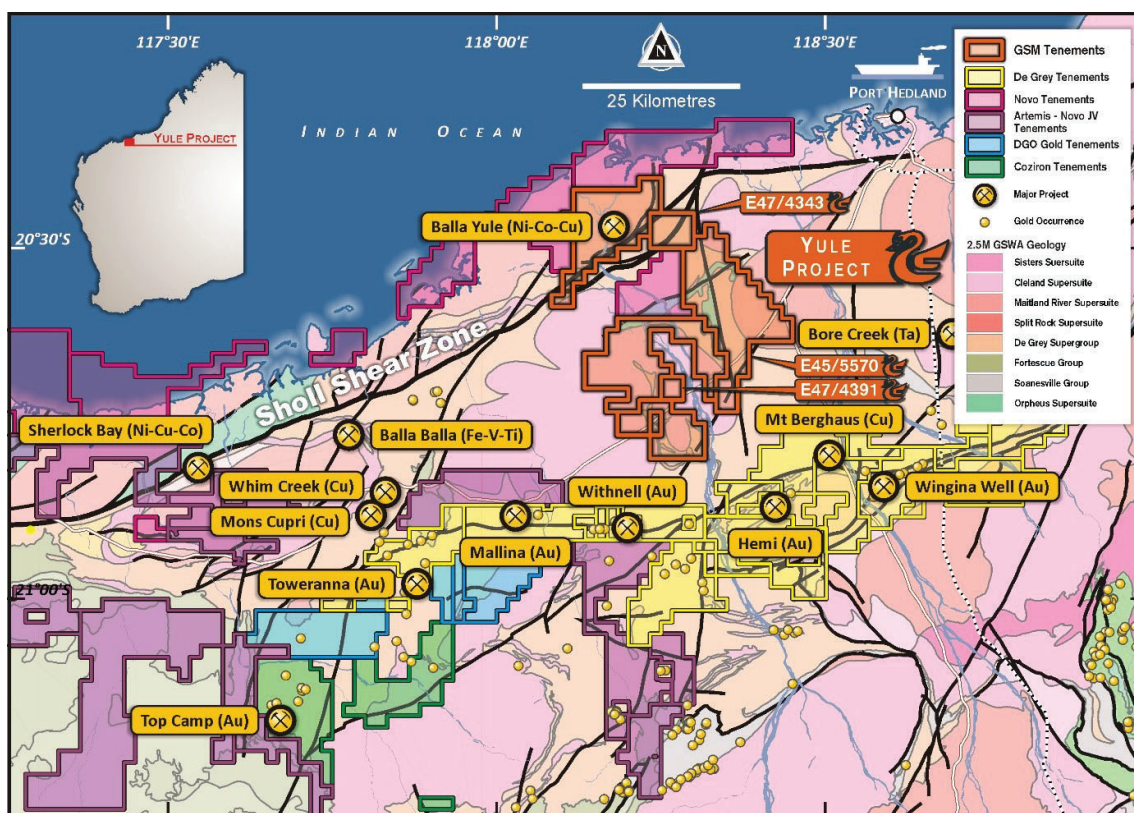 117°30'E
118°00'E
118°30'E
N
25 Kilometres
PORT HEDLAND
INDIAN OCEAN
YULE PROJECT
20°30'S
21°00'S
Balla Yule (Ni-Co-Cu)
E47/4343
YULE
PROJECT
Bore Creek (Ta)
E45/5570
E47/4391
Sholl Shear Zone
Sherlock Bay (Ni-Cu-Co)
Balla Balla (Fe-V-Ti)
Mt Berghaus (Cu)
Whim Creek (Cu)
Withnell (Au)
Wingina Well (Au)
Mons Cupri (Cu)
Mallina (Au)
Hemi (Au)
Toweranna (Au)
Top Camp (Au)
GSM Tenements
De Grey Tenements
Novo Tenements
Artemis - Novo JV
Tenements
DGO Gold Tenements
Coziron Tenements
Major Project
Gold Occurrence
2.5M GSWA Geology
Sisters Suersuite
Cleland Supersuite
Maitland River Supersuite
Split Rock Supersuite
De Grey Supergroup
Fortescue Group
Soanesville Group
Orpheus Supersuite